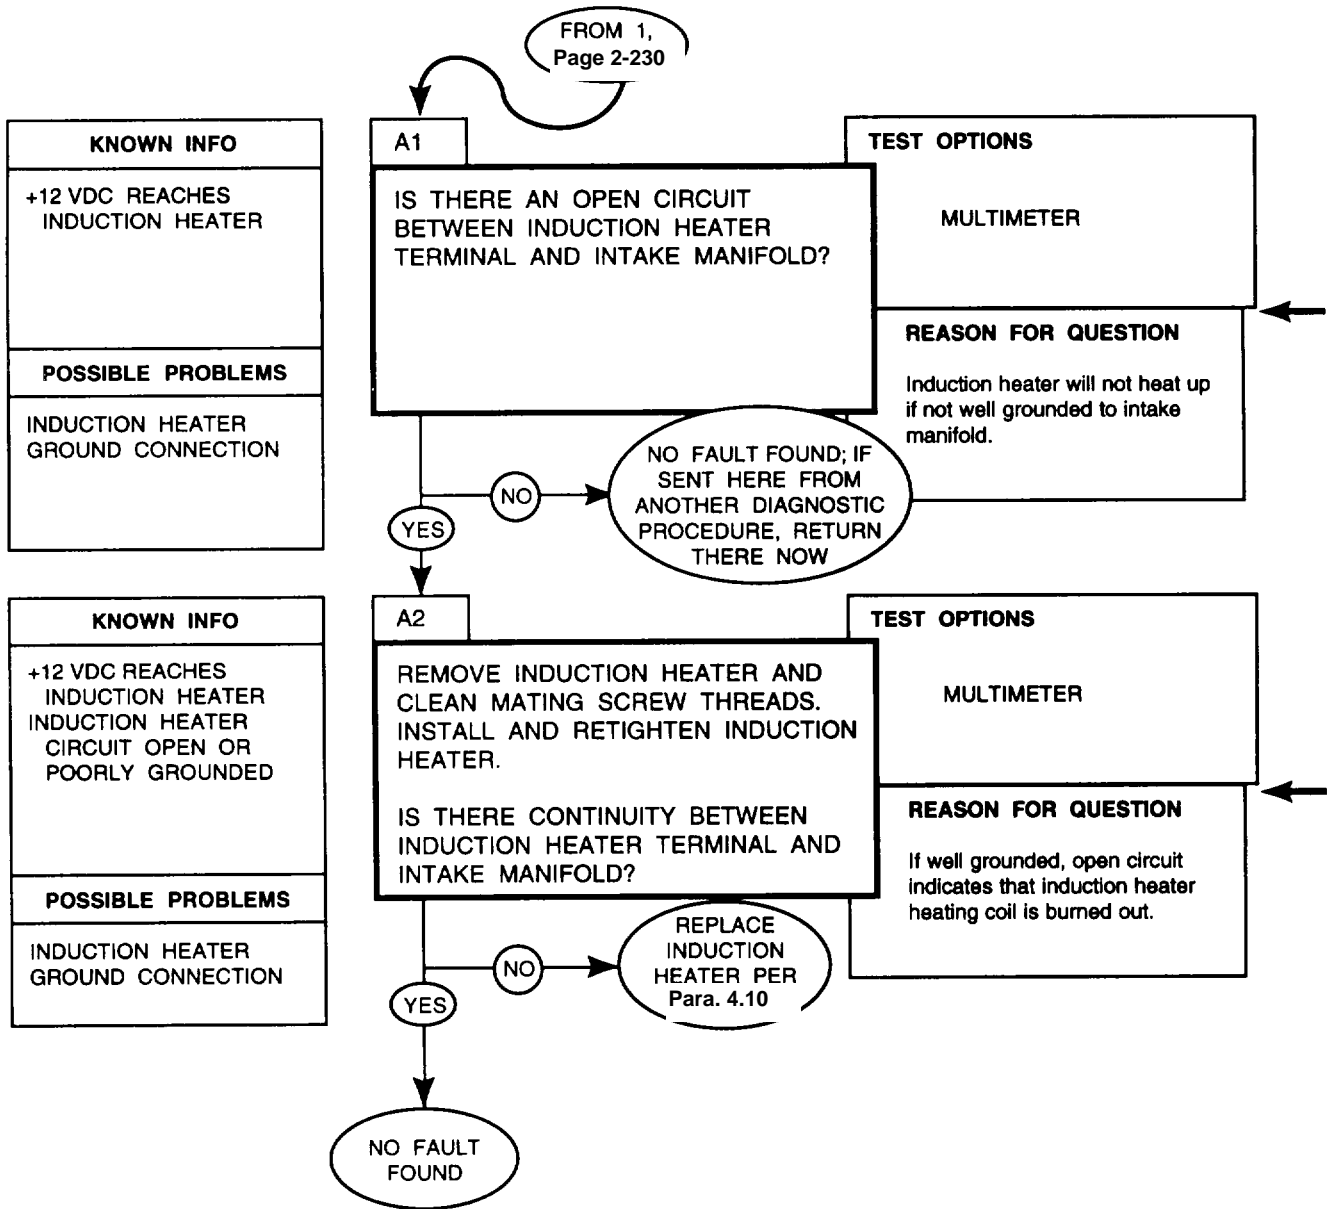 FROM 1,
Page 2-230
KNOWN INFO
+12 VDC REACHES
INDUCTION HEATER
POSSIBLE PROBLEMS
INDUCTION HEATER
GROUND CONNECTION
A1
IS THERE AN OPEN CIRCUIT
BETWEEN INDUCTION HEATER
TERMINAL AND INTAKE MANIFOLD?
TEST OPTIONS
MULTIMETER
REASON FOR QUESTION
Induction heater will not heat up
if not well grounded to intake
manifold.
NO
NO FAULT FOUND; IF
SENT HERE FROM
ANOTHER DIAGNOSTIC
PROCEDURE, RETURN
THERE NOW
YES
KNOWN INFO
+12 VDC REACHES
INDUCTION HEATER
INDUCTION HEATER
CIRCUIT OPEN OR
POORLY GROUNDED
POSSIBLE PROBLEMS
INDUCTION HEATER
GROUND CONNECTION
A2
REMOVE INDUCTION HEATER AND
CLEAN MATING SCREW THREADS.
INSTALL AND RETIGHTEN INDUCTION
HEATER.
IS THERE CONTINUITY BETWEEN
INDUCTION HEATER TERMINAL AND
INTAKE MANIFOLD?
TEST OPTIONS
MULTIMETER
REASON FOR QUESTION
If well grounded, open circuit
indicates that induction heater
heating coil is burned out.
NO
REPLACE
INDUCTION
HEATER PER
Para. 4.10
YES
NO FAULT
FOUND